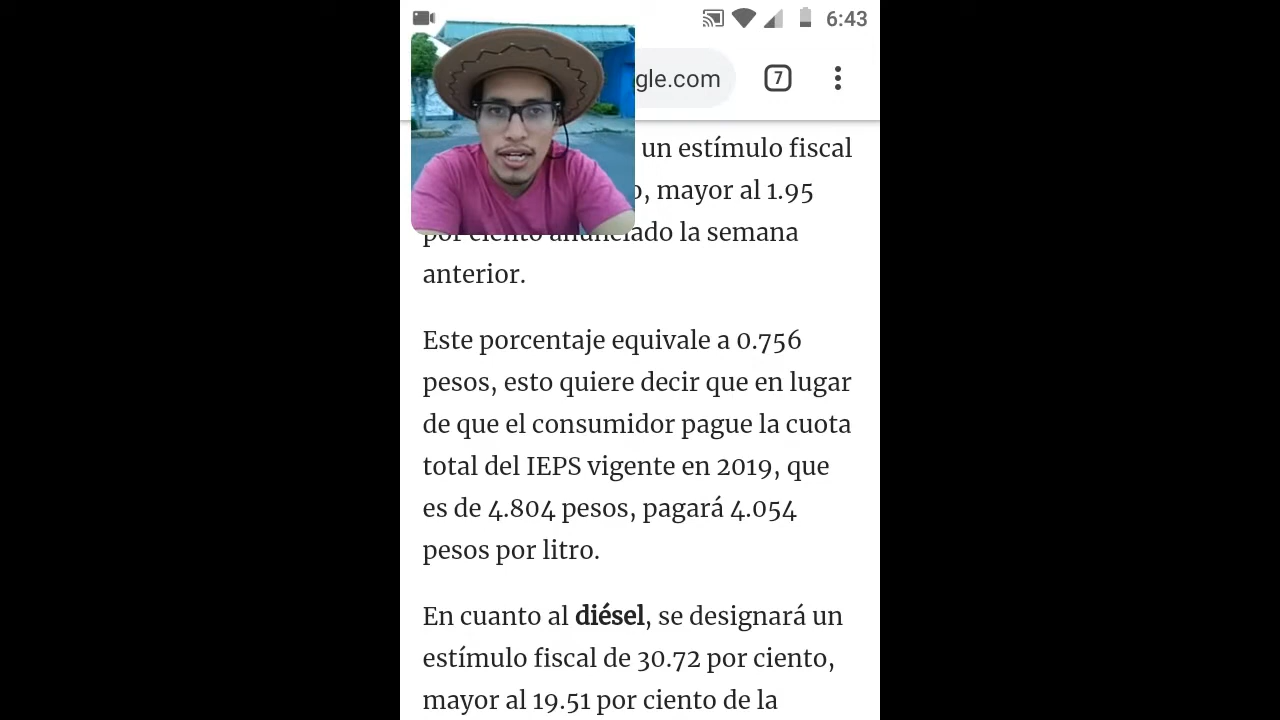 6:43
gle.com
7
un estímulo fiscal
, mayor al 1.95
por ciento anunciado la semana
anterior.
Este porcentaje equivale a 0.756
pesos, esto quiere decir que en lugar
de que el consumidor pague la cuota
total del IEPS vigente en 2019, que
es de 4.804 pesos, pagará 4.054
pesos por litro.
En cuanto al diésel, se designará un
estímulo fiscal de 30.72 por ciento,
mayor al 19.51 por ciento de la